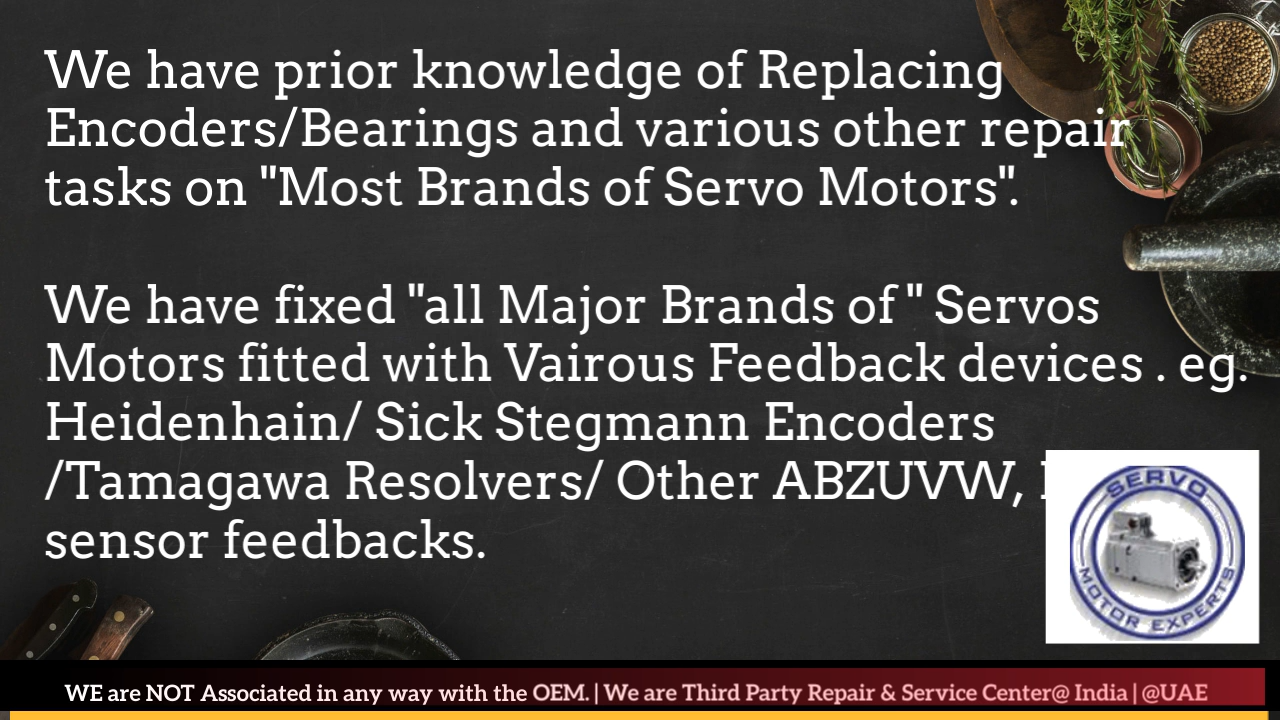 We have prior knowledge of Replacing
Encoders/Bearings and various other repair
tasks on "Most Brands of Servo Motors".
We have fixed "all Major Brands of " Servos
Motors fitted with Vairous Feedback devices . eg.
Heidenhain/ Sick Stegmann Encoders
/Tamagawa Resolvers/ Other ABZUVW,
sensor feedbacks.
SERVO
MOTOR EXPERTS
WE are NOT Associated in any way with the OEM. | We are Third Party Repair & Service Center@ India | @UAE